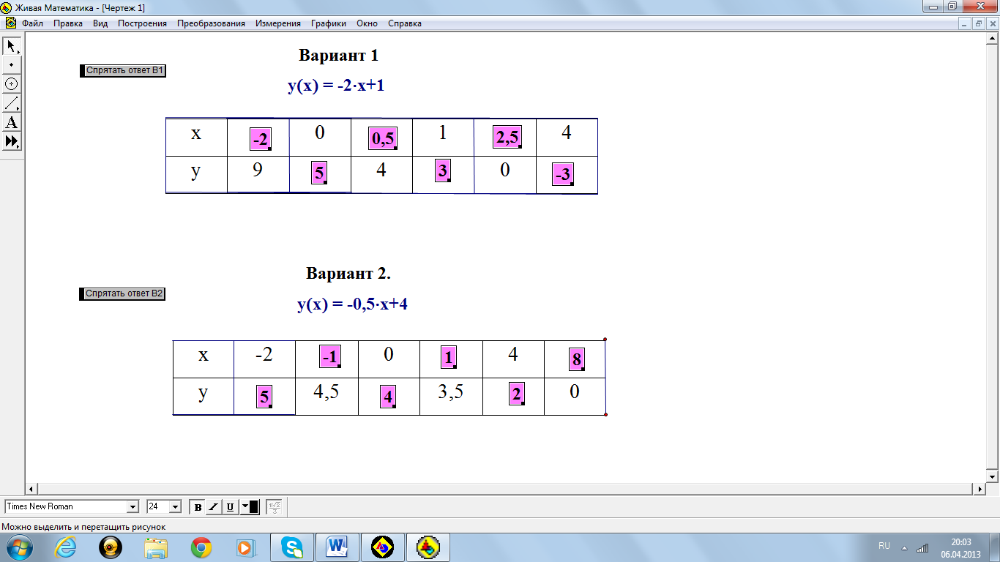 Живая Математика - [Чертеж 1]
Файл Правка Вид Построения Преобразования Измерения Графики Окно Справка
Вариант 1
Спрятать ответ В1
y(x) = -2·x+1
x -2 0 0,5 1 2,5 4
y 9 5 4 3 0 -3
Вариант 2.
Спрятать ответ В2
y(x) = -0,5·x+4
x -2 -1 0 1 4 8
y 5 4,5 4 3,5 2 0
A
Times New Roman 24 B I U
Можно выделить и перетащить рисунок
RU 20:03
06.04.2013